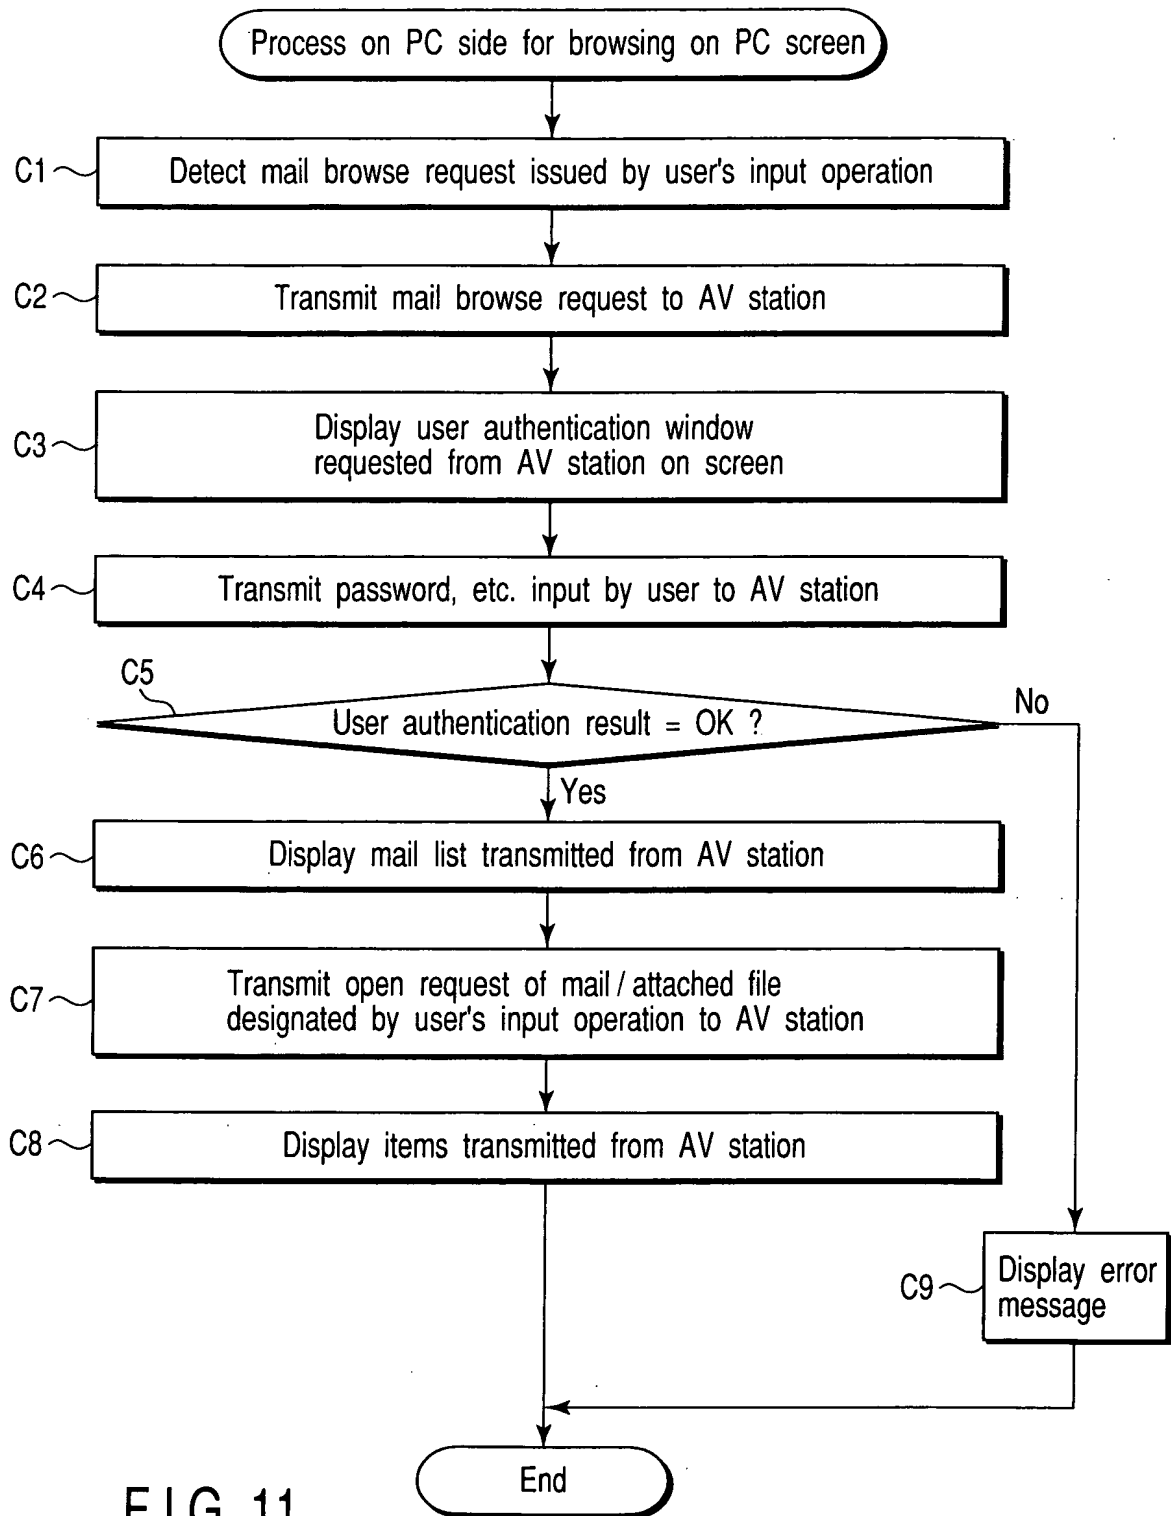 Process on PC side for browsing on PC screen
C1
Detect mail browse request issued by user's input operation
C2
Transmit mail browse request to AV station
C3
Display user authentication window
requested from AV station on screen
C4
Transmit password, etc. input by user to AV station
C5
User authentication result = OK ?
No
Yes
C6
Display mail list transmitted from AV station
C7
Transmit open request of mail / attached file
designated by user's input operation to AV station
C8
Display items transmitted from AV station
C9
Display error
message
End
FIG. 11